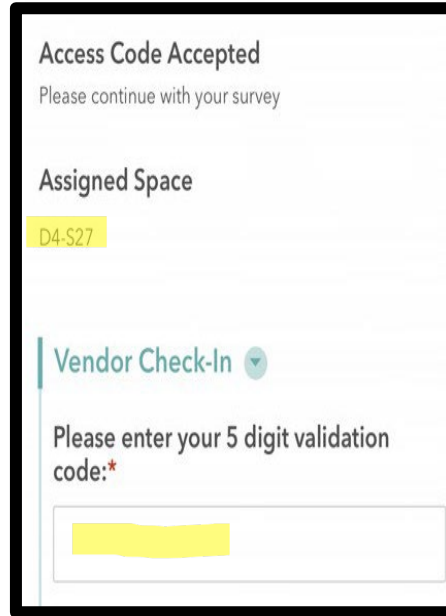 Access Code Accepted
Please continue with your survey
Assigned Space
D4-S27
Vendor Check-In
Please enter your 5 digit validation
code:*